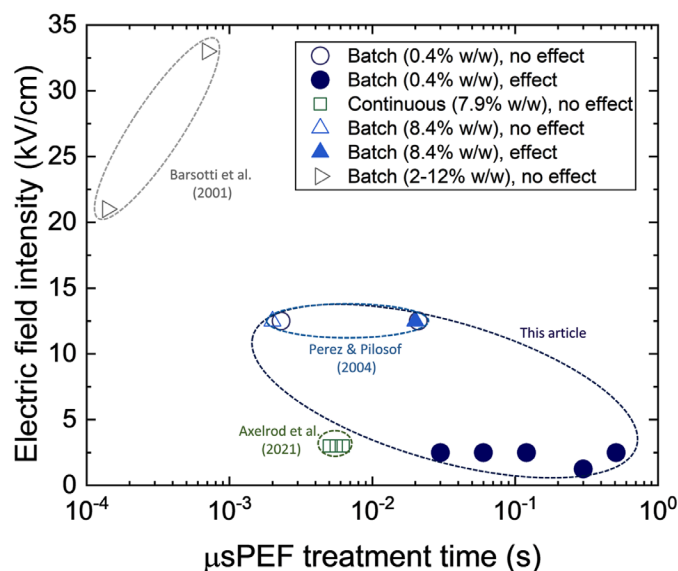 35
30
25
20
15
10
5
0
Electric field intensity (kV/cm)
Batch (0.4% w/w), no effect
Batch (0.4% w/w), effect
Continuous (7.9% w/w), no effect
Batch (8.4% w/w), no effect
Batch (8.4% w/w), effect
Batch (2-12% w/w), no effect
Barsotti et al.
(2001)
This article
Perez & Pilosof
(2004)
Axelrod et al.
(2021)
10⁻⁴ 10⁻³ 10⁻² 10⁻¹ 10⁰
μsPEF treatment time (s)